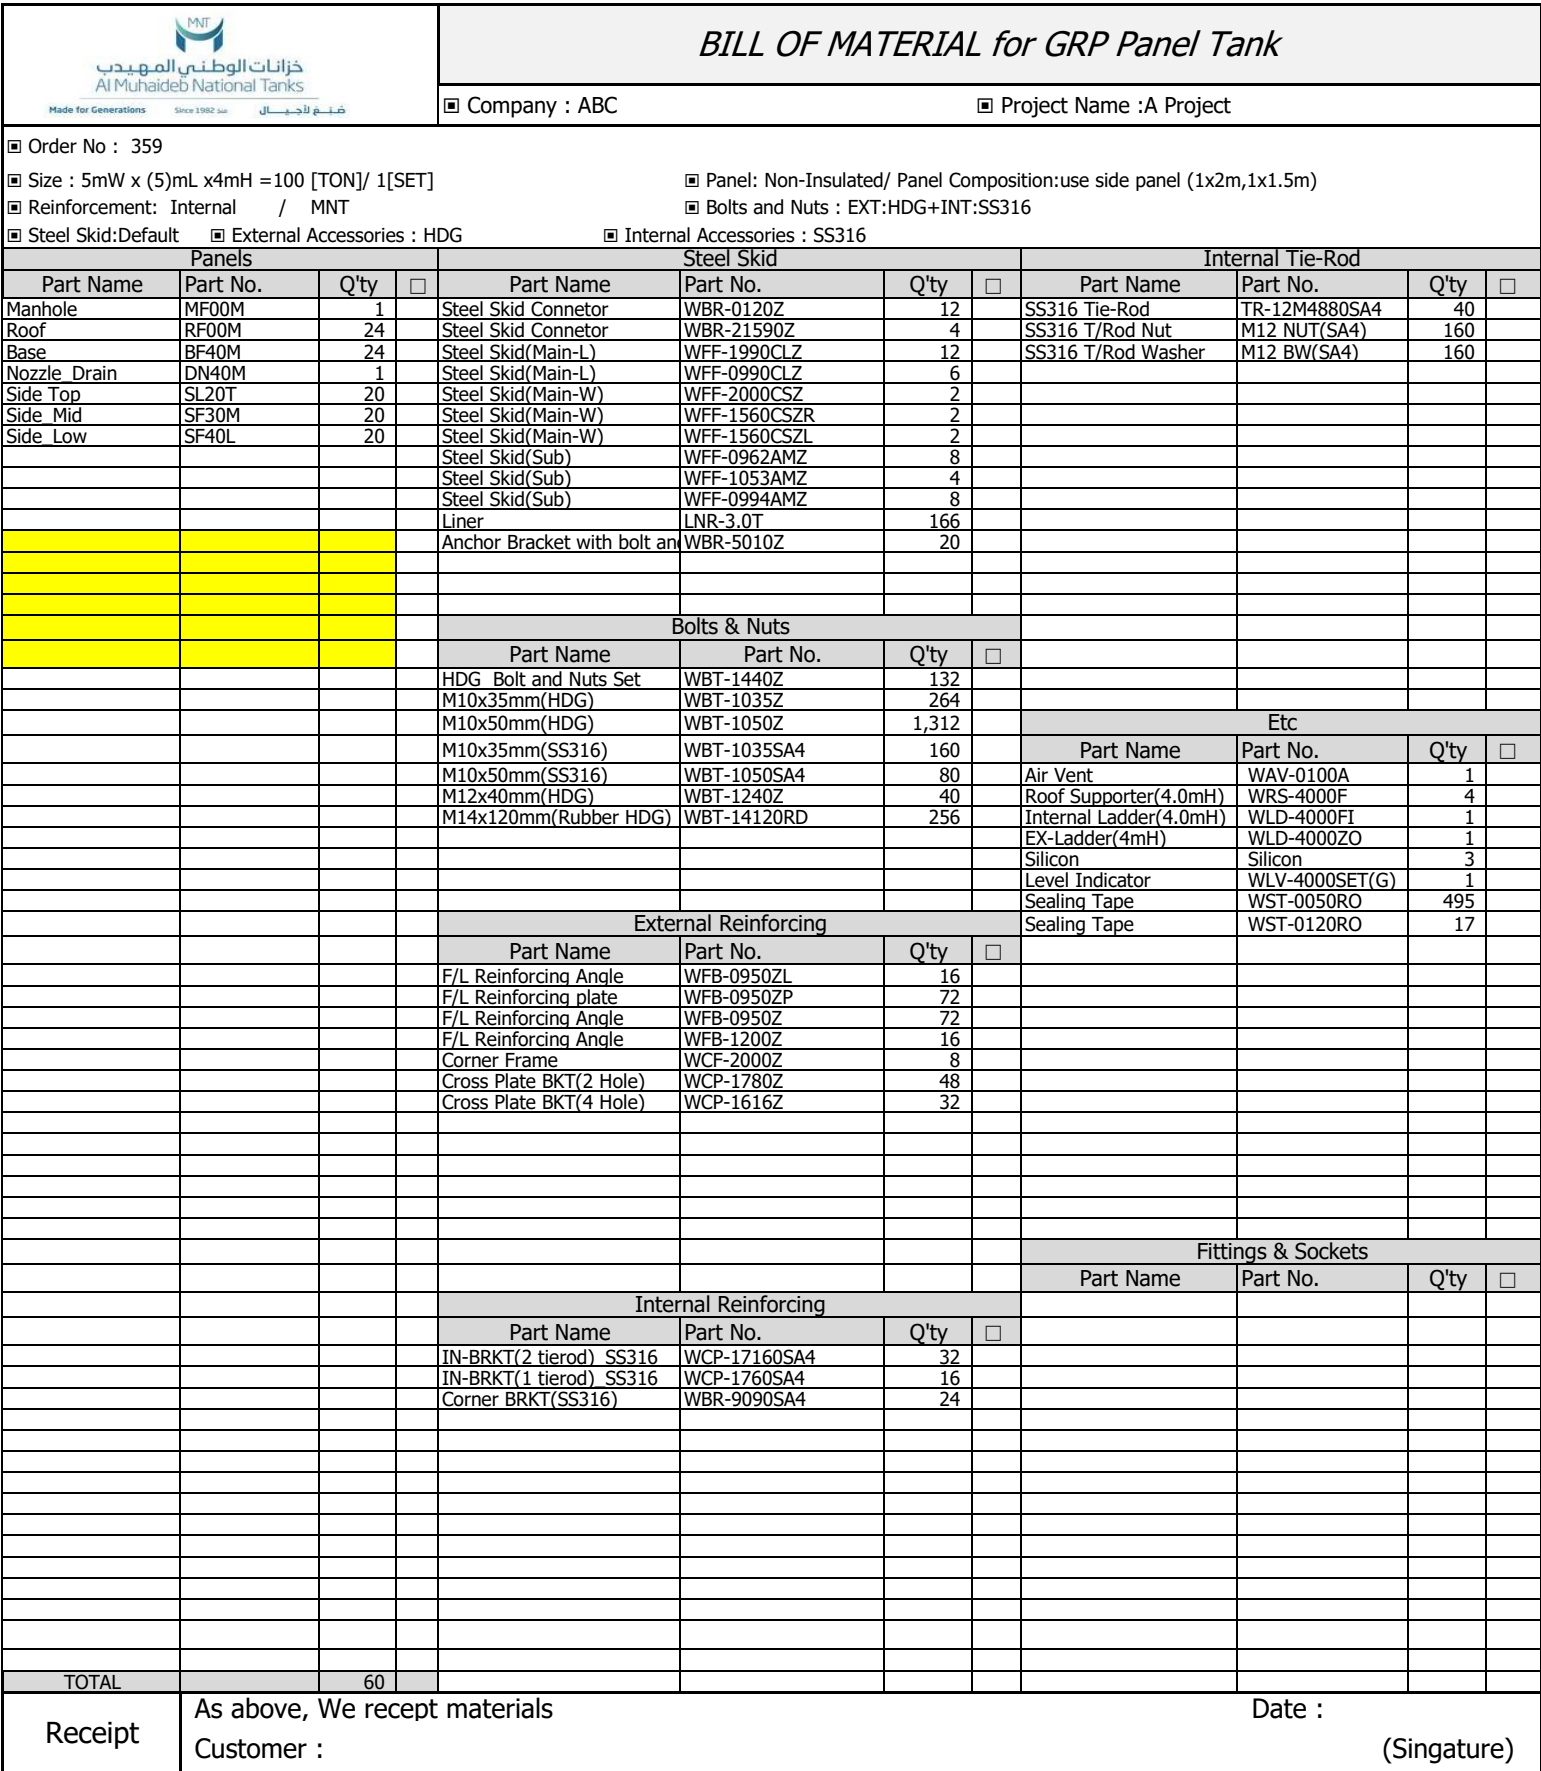 MNT
خزانات الوطني المهيدب
Al Muhaideb National Tanks
Made for Generations Since 1982 منذ صُنِع لأجيال
BILL OF MATERIAL for GRP Panel Tank
▣ Company : ABC ▣ Project Name :A Project
▣ Order No : 359
▣ Size : 5mW x (5)mL x4mH =100 [TON]/ 1[SET] ▣ Panel: Non-Insulated/ Panel Composition:use side panel (1x2m,1x1.5m)
▣ Reinforcement: Internal / MNT ▣ Bolts and Nuts : EXT:HDG+INT:SS316
▣ Steel Skid:Default ▣ External Accessories : HDG ▣ Internal Accessories : SS316
Panels
Part Name Part No. Q'ty □
Manhole MF00M 1
Roof RF00M 24
Base BF40M 24
Nozzle_Drain DN40M 1
Side Top SL20T 20
Side_Mid SF30M 20
Side_Low SF40L 20
TOTAL 60
Steel Skid
Part Name Part No. Q'ty □
Steel Skid Connetor WBR-0120Z 12
Steel Skid Connetor WBR-21590Z 4
Steel Skid(Main-L) WFF-1990CLZ 12
Steel Skid(Main-L) WFF-0990CLZ 6
Steel Skid(Main-W) WFF-2000CSZ 2
Steel Skid(Main-W) WFF-1560CSZR 2
Steel Skid(Main-W) WFF-1560CSZL 2
Steel Skid(Sub) WFF-0962AMZ 8
Steel Skid(Sub) WFF-1053AMZ 4
Steel Skid(Sub) WFF-0994AMZ 8
Liner LNR-3.0T 166
Anchor Bracket with bolt an WBR-5010Z 20
Bolts & Nuts
Part Name Part No. Q'ty □
HDG Bolt and Nuts Set WBT-1440Z 132
M10x35mm(HDG) WBT-1035Z 264
M10x50mm(HDG) WBT-1050Z 1,312
M10x35mm(SS316) WBT-1035SA4 160
M10x50mm(SS316) WBT-1050SA4 80
M12x40mm(HDG) WBT-1240Z 40
M14x120mm(Rubber HDG) WBT-14120RD 256
External Reinforcing
Part Name Part No. Q'ty □
F/L Reinforcing Angle WFB-0950ZL 16
F/L Reinforcing plate WFB-0950ZP 72
F/L Reinforcing Angle WFB-0950Z 72
F/L Reinforcing Angle WFB-1200Z 16
Corner Frame WCF-2000Z 8
Cross Plate BKT(2 Hole) WCP-1780Z 48
Cross Plate BKT(4 Hole) WCP-1616Z 32
Internal Reinforcing
Part Name Part No. Q'ty □
IN-BRKT(2 tierod)_SS316 WCP-17160SA4 32
IN-BRKT(1 tierod)_SS316 WCP-1760SA4 16
Corner BRKT(SS316) WBR-9090SA4 24
Internal Tie-Rod
Part Name Part No. Q'ty □
SS316 Tie-Rod TR-12M4880SA4 40
SS316 T/Rod Nut M12 NUT(SA4) 160
SS316 T/Rod Washer M12 BW(SA4) 160
Etc
Part Name Part No. Q'ty □
Air Vent WAV-0100A 1
Roof Supporter(4.0mH) WRS-4000F 4
Internal Ladder(4.0mH) WLD-4000FI 1
EX-Ladder(4mH) WLD-4000ZO 1
Silicon Silicon 3
Level Indicator WLV-4000SET(G) 1
Sealing Tape WST-0050RO 495
Sealing Tape WST-0120RO 17
Fittings & Sockets
Part Name Part No. Q'ty □
Receipt
As above, We recept materials Date :
Customer : (Singature)